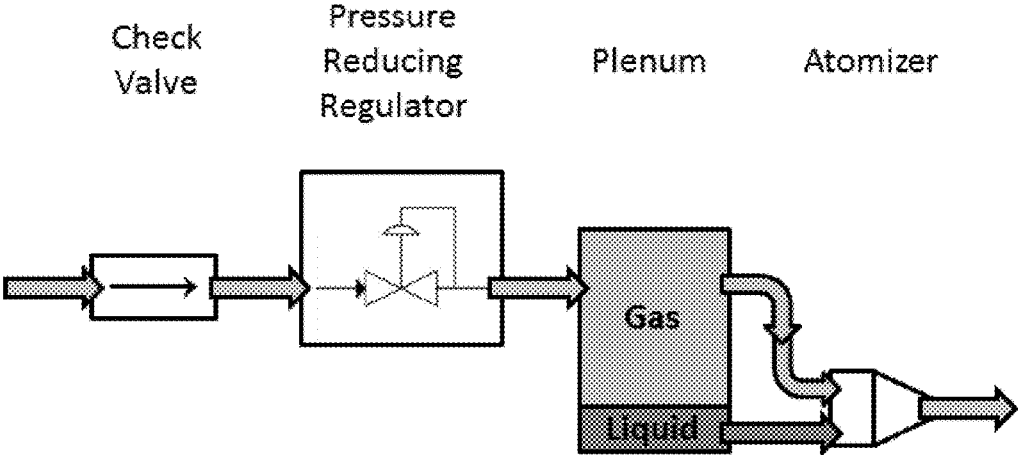 Check
Valve
Pressure
Reducing
Regulator
Plenum
Atomizer
Gas
Liquid